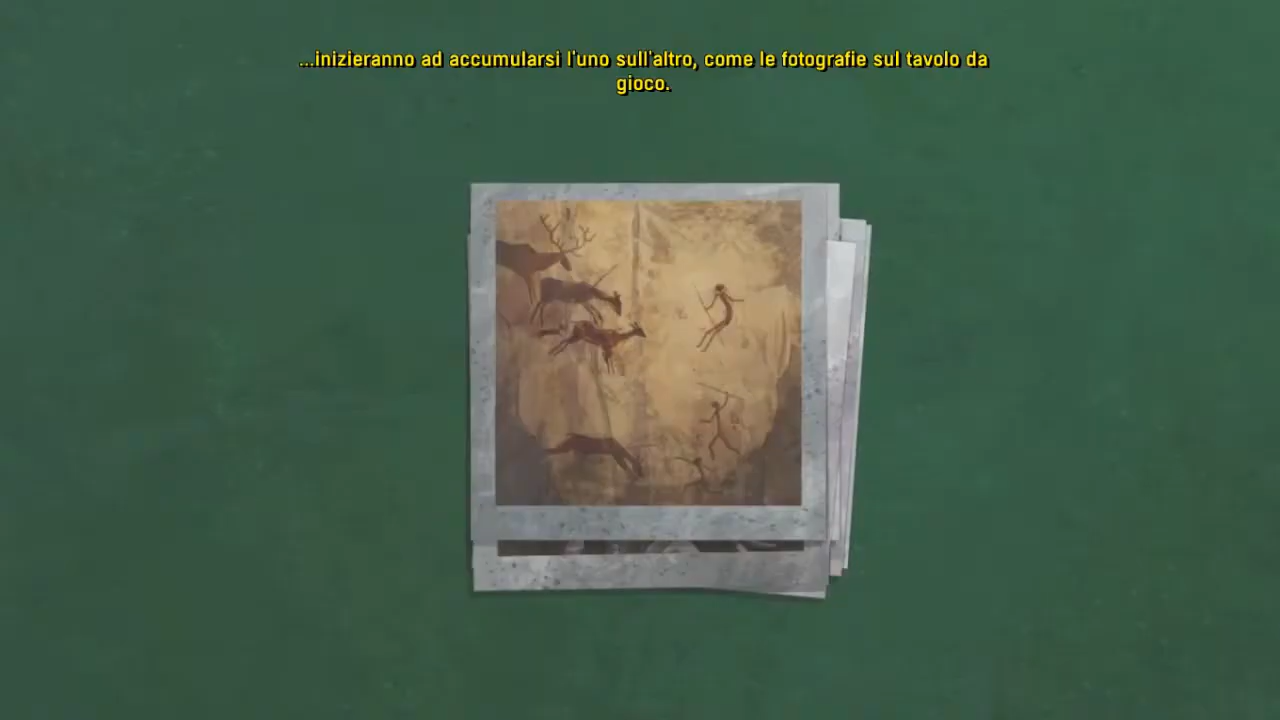 ...inizieranno ad accumularsi l'uno sull'altro, come le fotografie sul tavolo da
gioco.